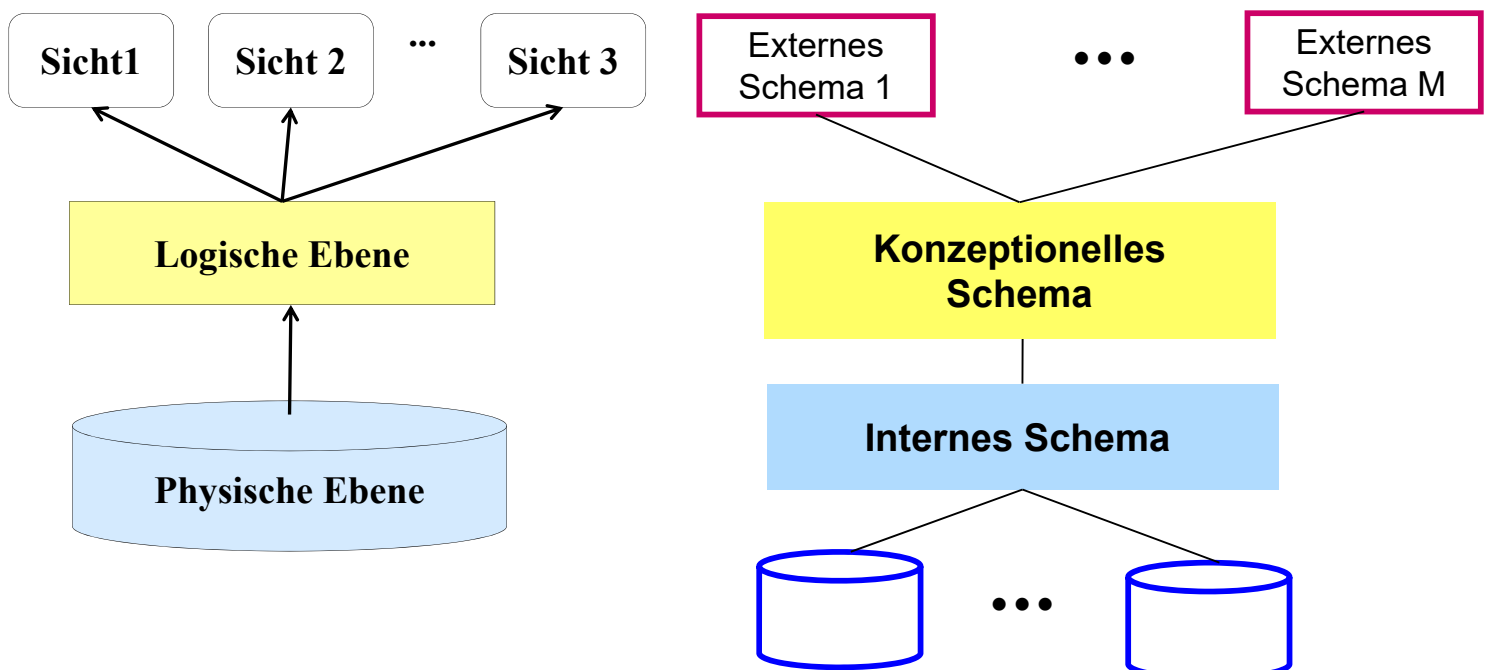 Sicht1
Sicht 2
...
Sicht 3
Logische Ebene
Physische Ebene
Externes
Schema 1
•••
Externes
Schema M
Konzeptionelles
Schema
Internes Schema
•••